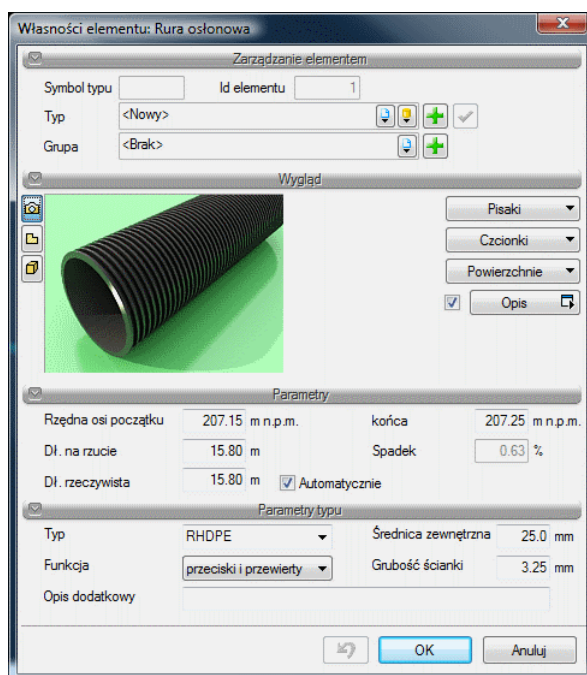 Własności elementu: Rura osłonowa
Zarządzanie elementem
Symbol typu Id elementu 1
Typ <Nowy>
Grupa <Brak>
Wygląd
Pisaki
Czcionki
Powierzchnie
Opis
Parametry
Rzędna osi początku 207.15 m n.p.m. końca 207.25 m n.p.m.
Dł. na rzucie 15.80 m Spadek 0.63 %
Dł. rzeczywista 15.80 m Automatycznie
Parametry typu
Typ RHDPE Średnica zewnętrzna 25.0 mm
Funkcja przeciski i przewierty Grubość ścianki 3.25 mm
Opis dodatkowy
OK Anuluj